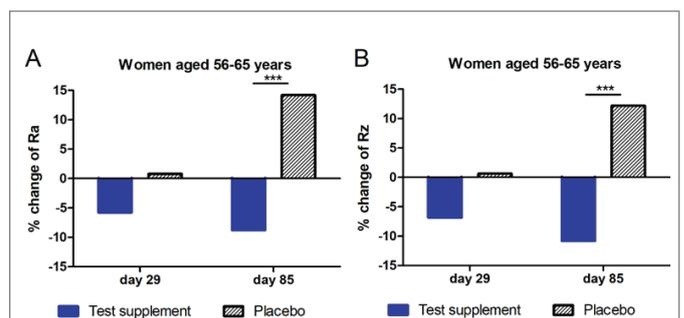 A
Women aged 56-65 years
***
% change of Ra
15
10
5
0
-5
-10
-15
day 29 day 85
Test supplement Placebo
B
Women aged 56-65 years
***
% change of Rz
15
10
5
0
-5
-10
-15
day 29 day 85
Test supplement Placebo